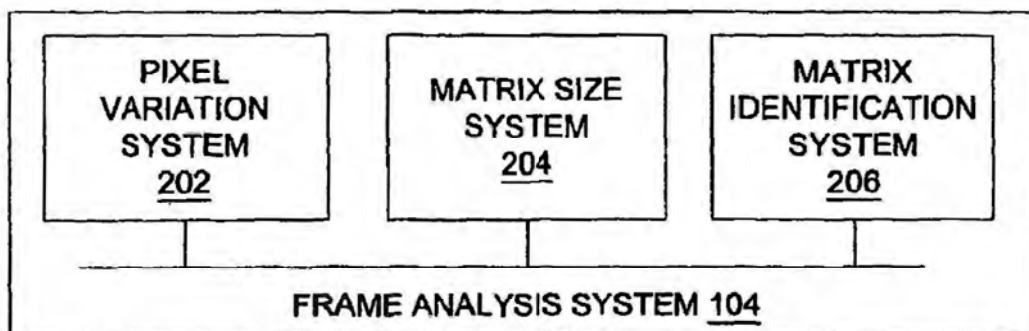 PIXEL
VARIATION
SYSTEM
202
MATRIX SIZE
SYSTEM
204
MATRIX
IDENTIFICATION
SYSTEM
206
FRAME ANALYSIS SYSTEM 104